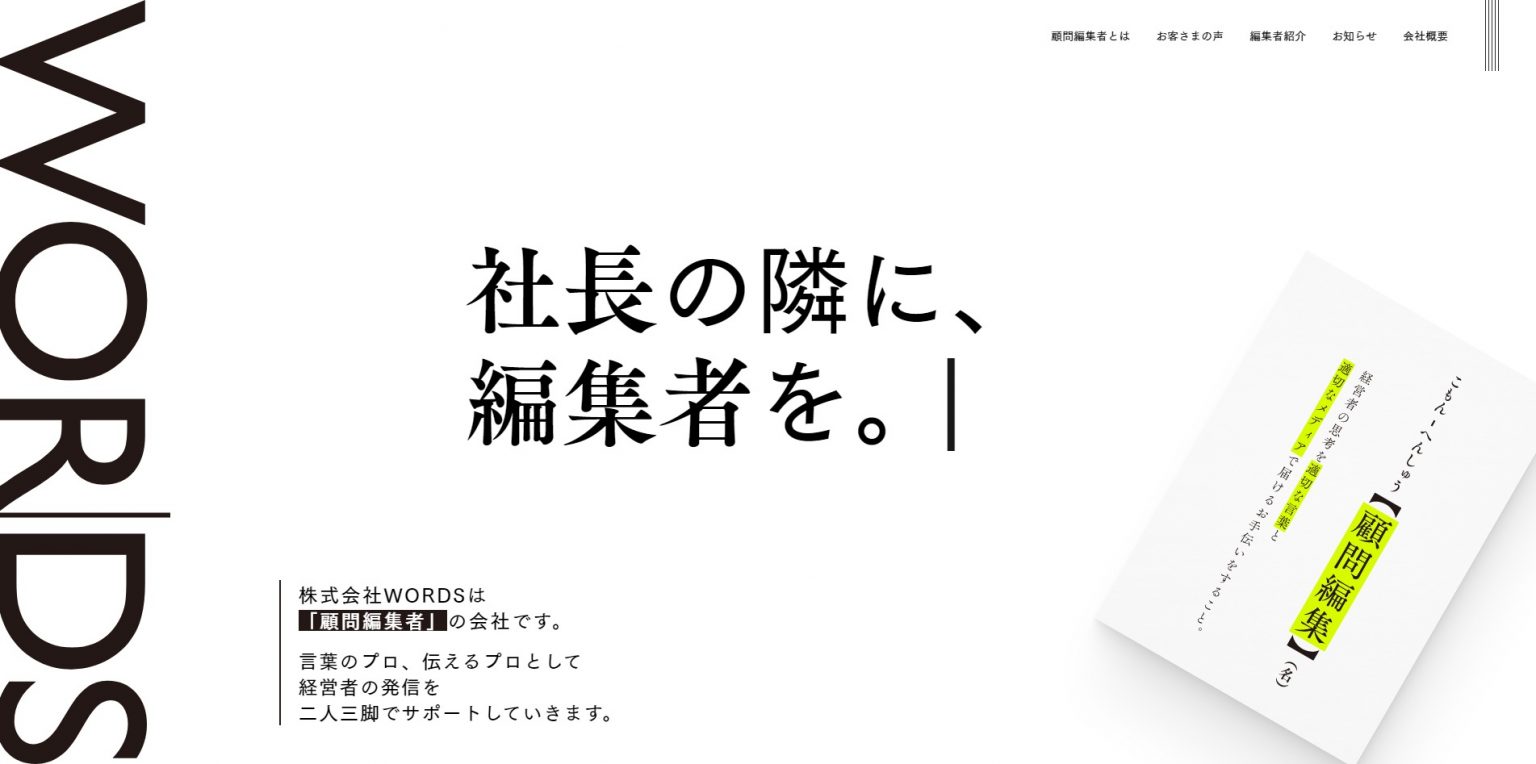 WORDS
顧問編集者とは
お客さまの声
編集者紹介
お知らせ
会社概要
社長の隣に、
編集者を。
株式会社WORDSは
「顧問編集者」の会社です。
言葉のプロ、伝えるプロとして
経営者の発信を
二人三脚でサポートしていきます。
こもん-へんしゅう【顧問編集】(名)
経営者の思考を適切な言葉と
適切なメディアで届けるお手伝いをすること。